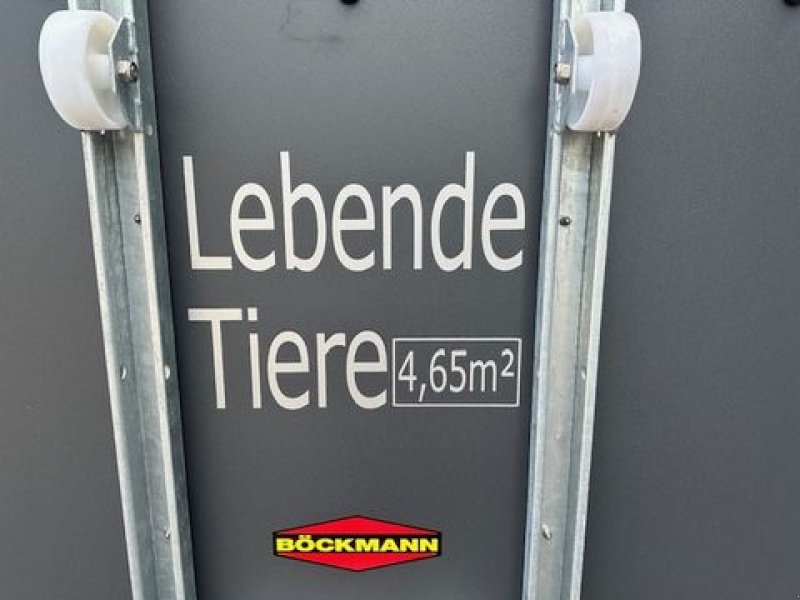 Lebende
Tiere 4,65m²
BÖCKMANN